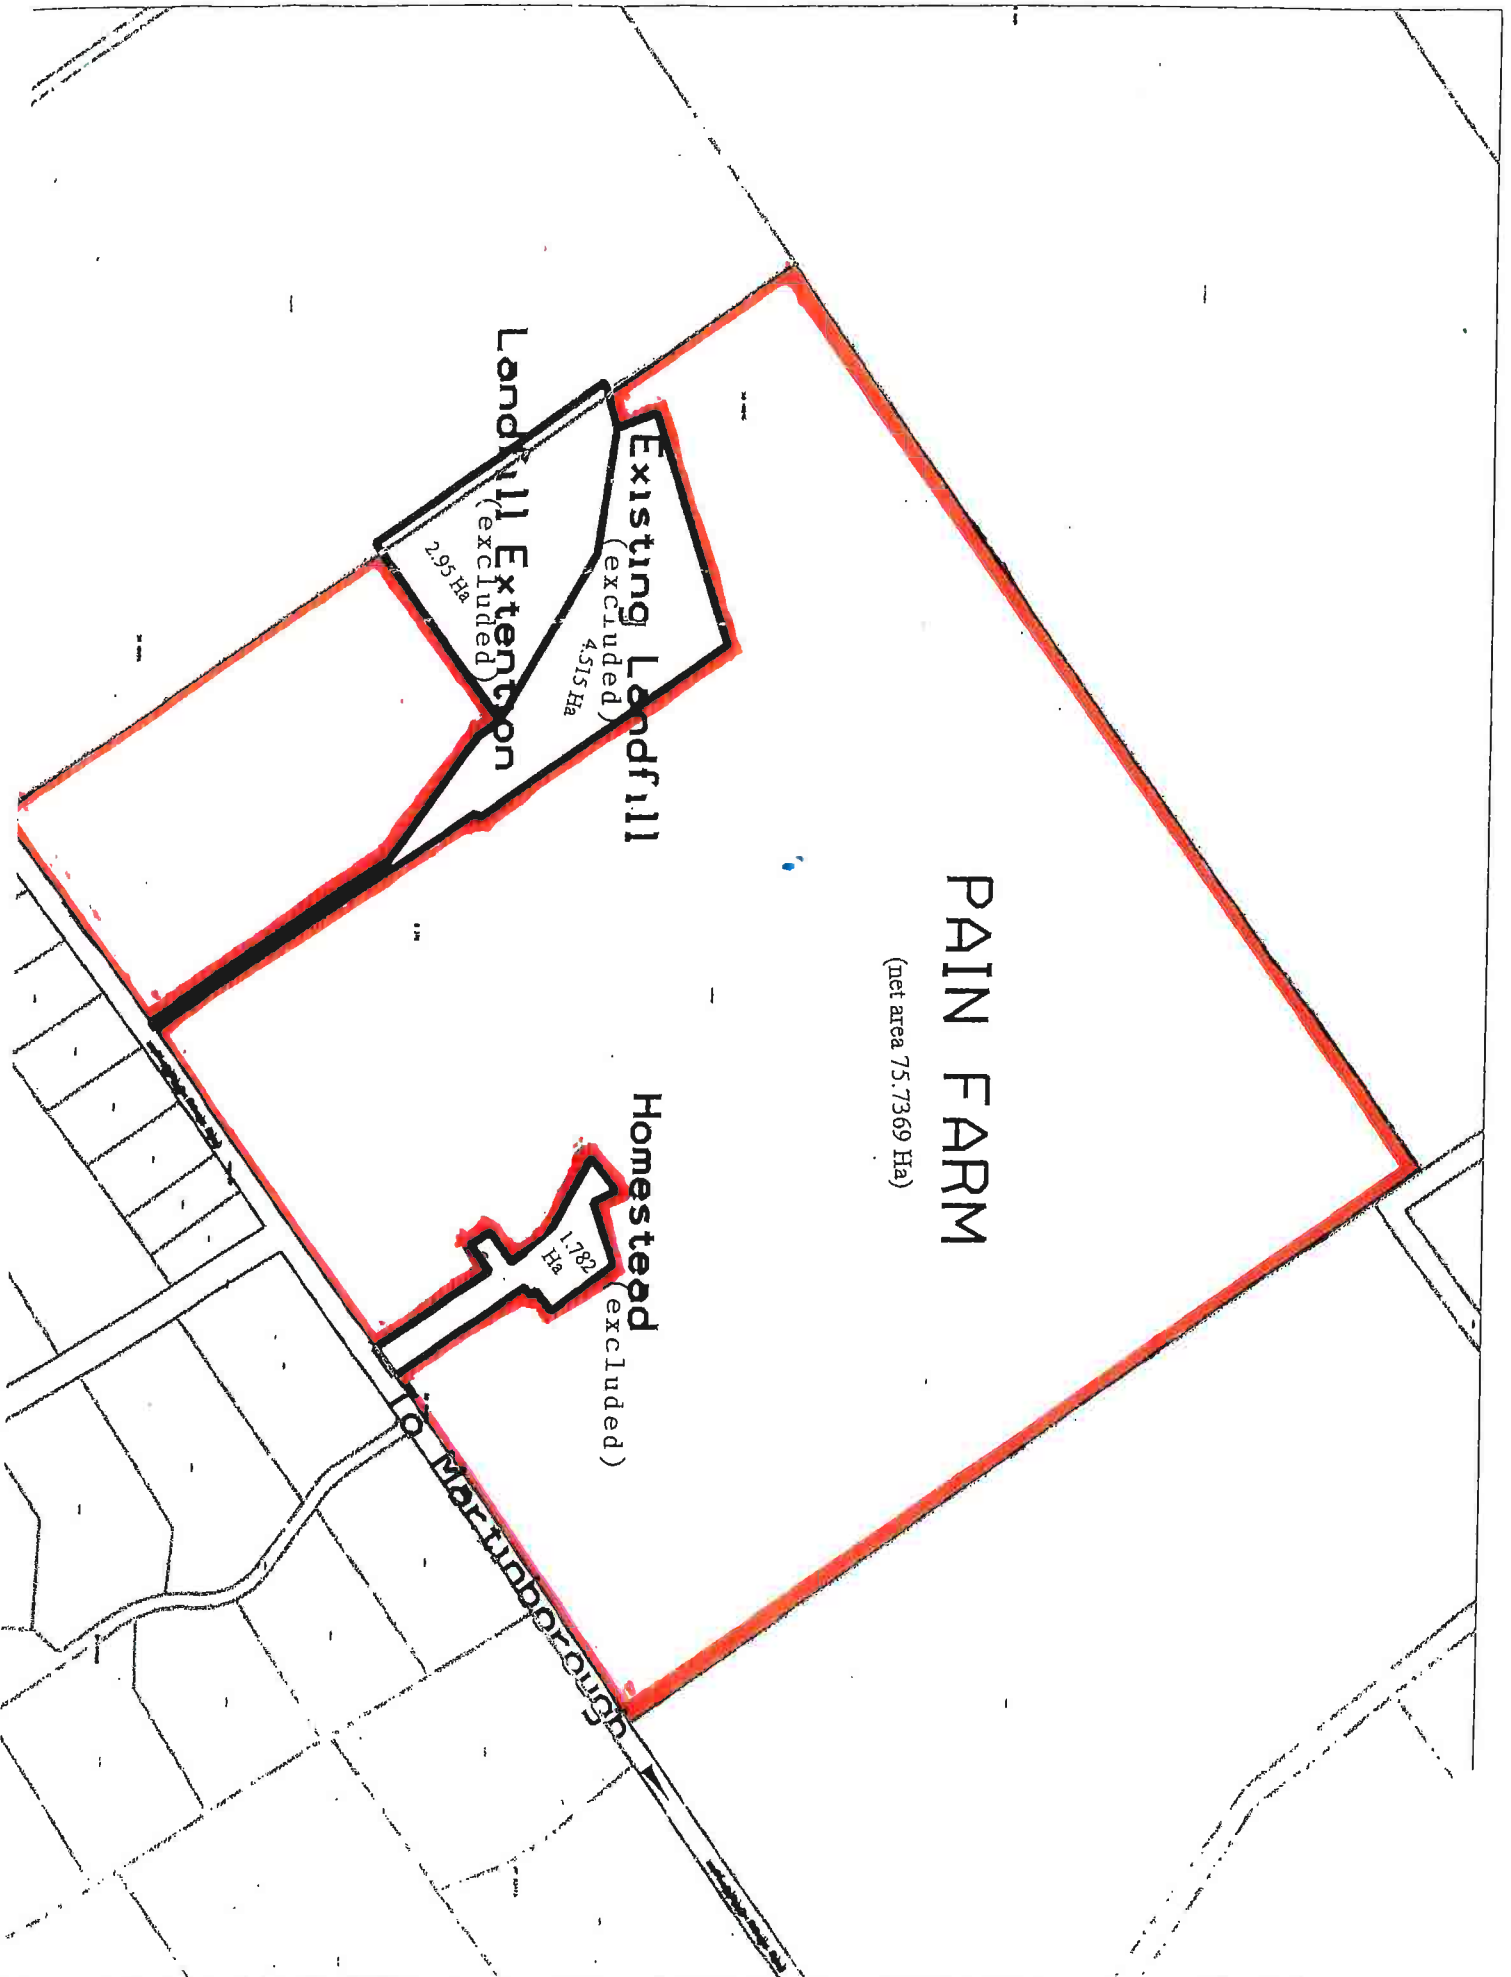 PAIN FARM
(net area 75.7369 Ha)
Existing Landfill
(excluded)
4.515 Ha
Landfill Extention
(excluded)
2.95 Ha
Homestead
(excluded)
1.782
Ha
To Martinborough